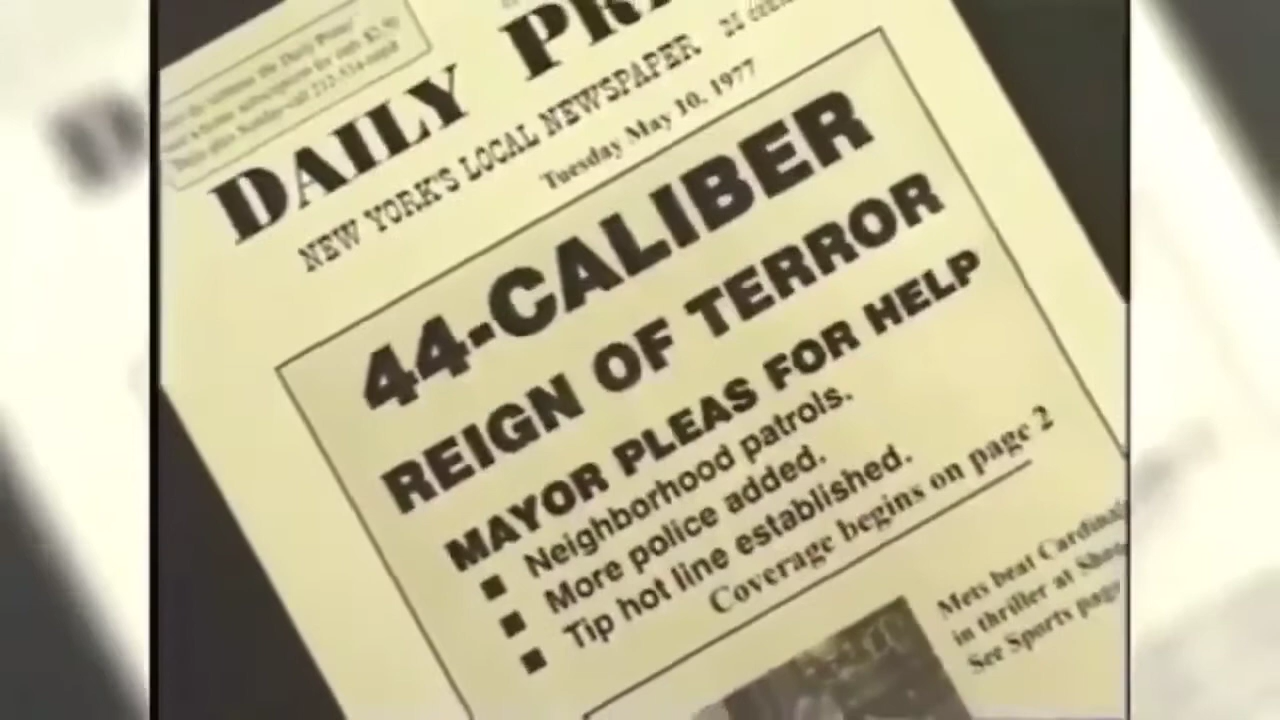 DAILY
NEW YORK'S LOCAL NEWSPAPER
Tuesday May 10, 1977
44-CALIBER
REIGN OF TERROR
MAYOR PLEAS FOR HELP
■ Neighborhood patrols.
■ More police added.
■ Tip hot line established.
Coverage begins on page 2
Mets beat
in thriller at
See Sports